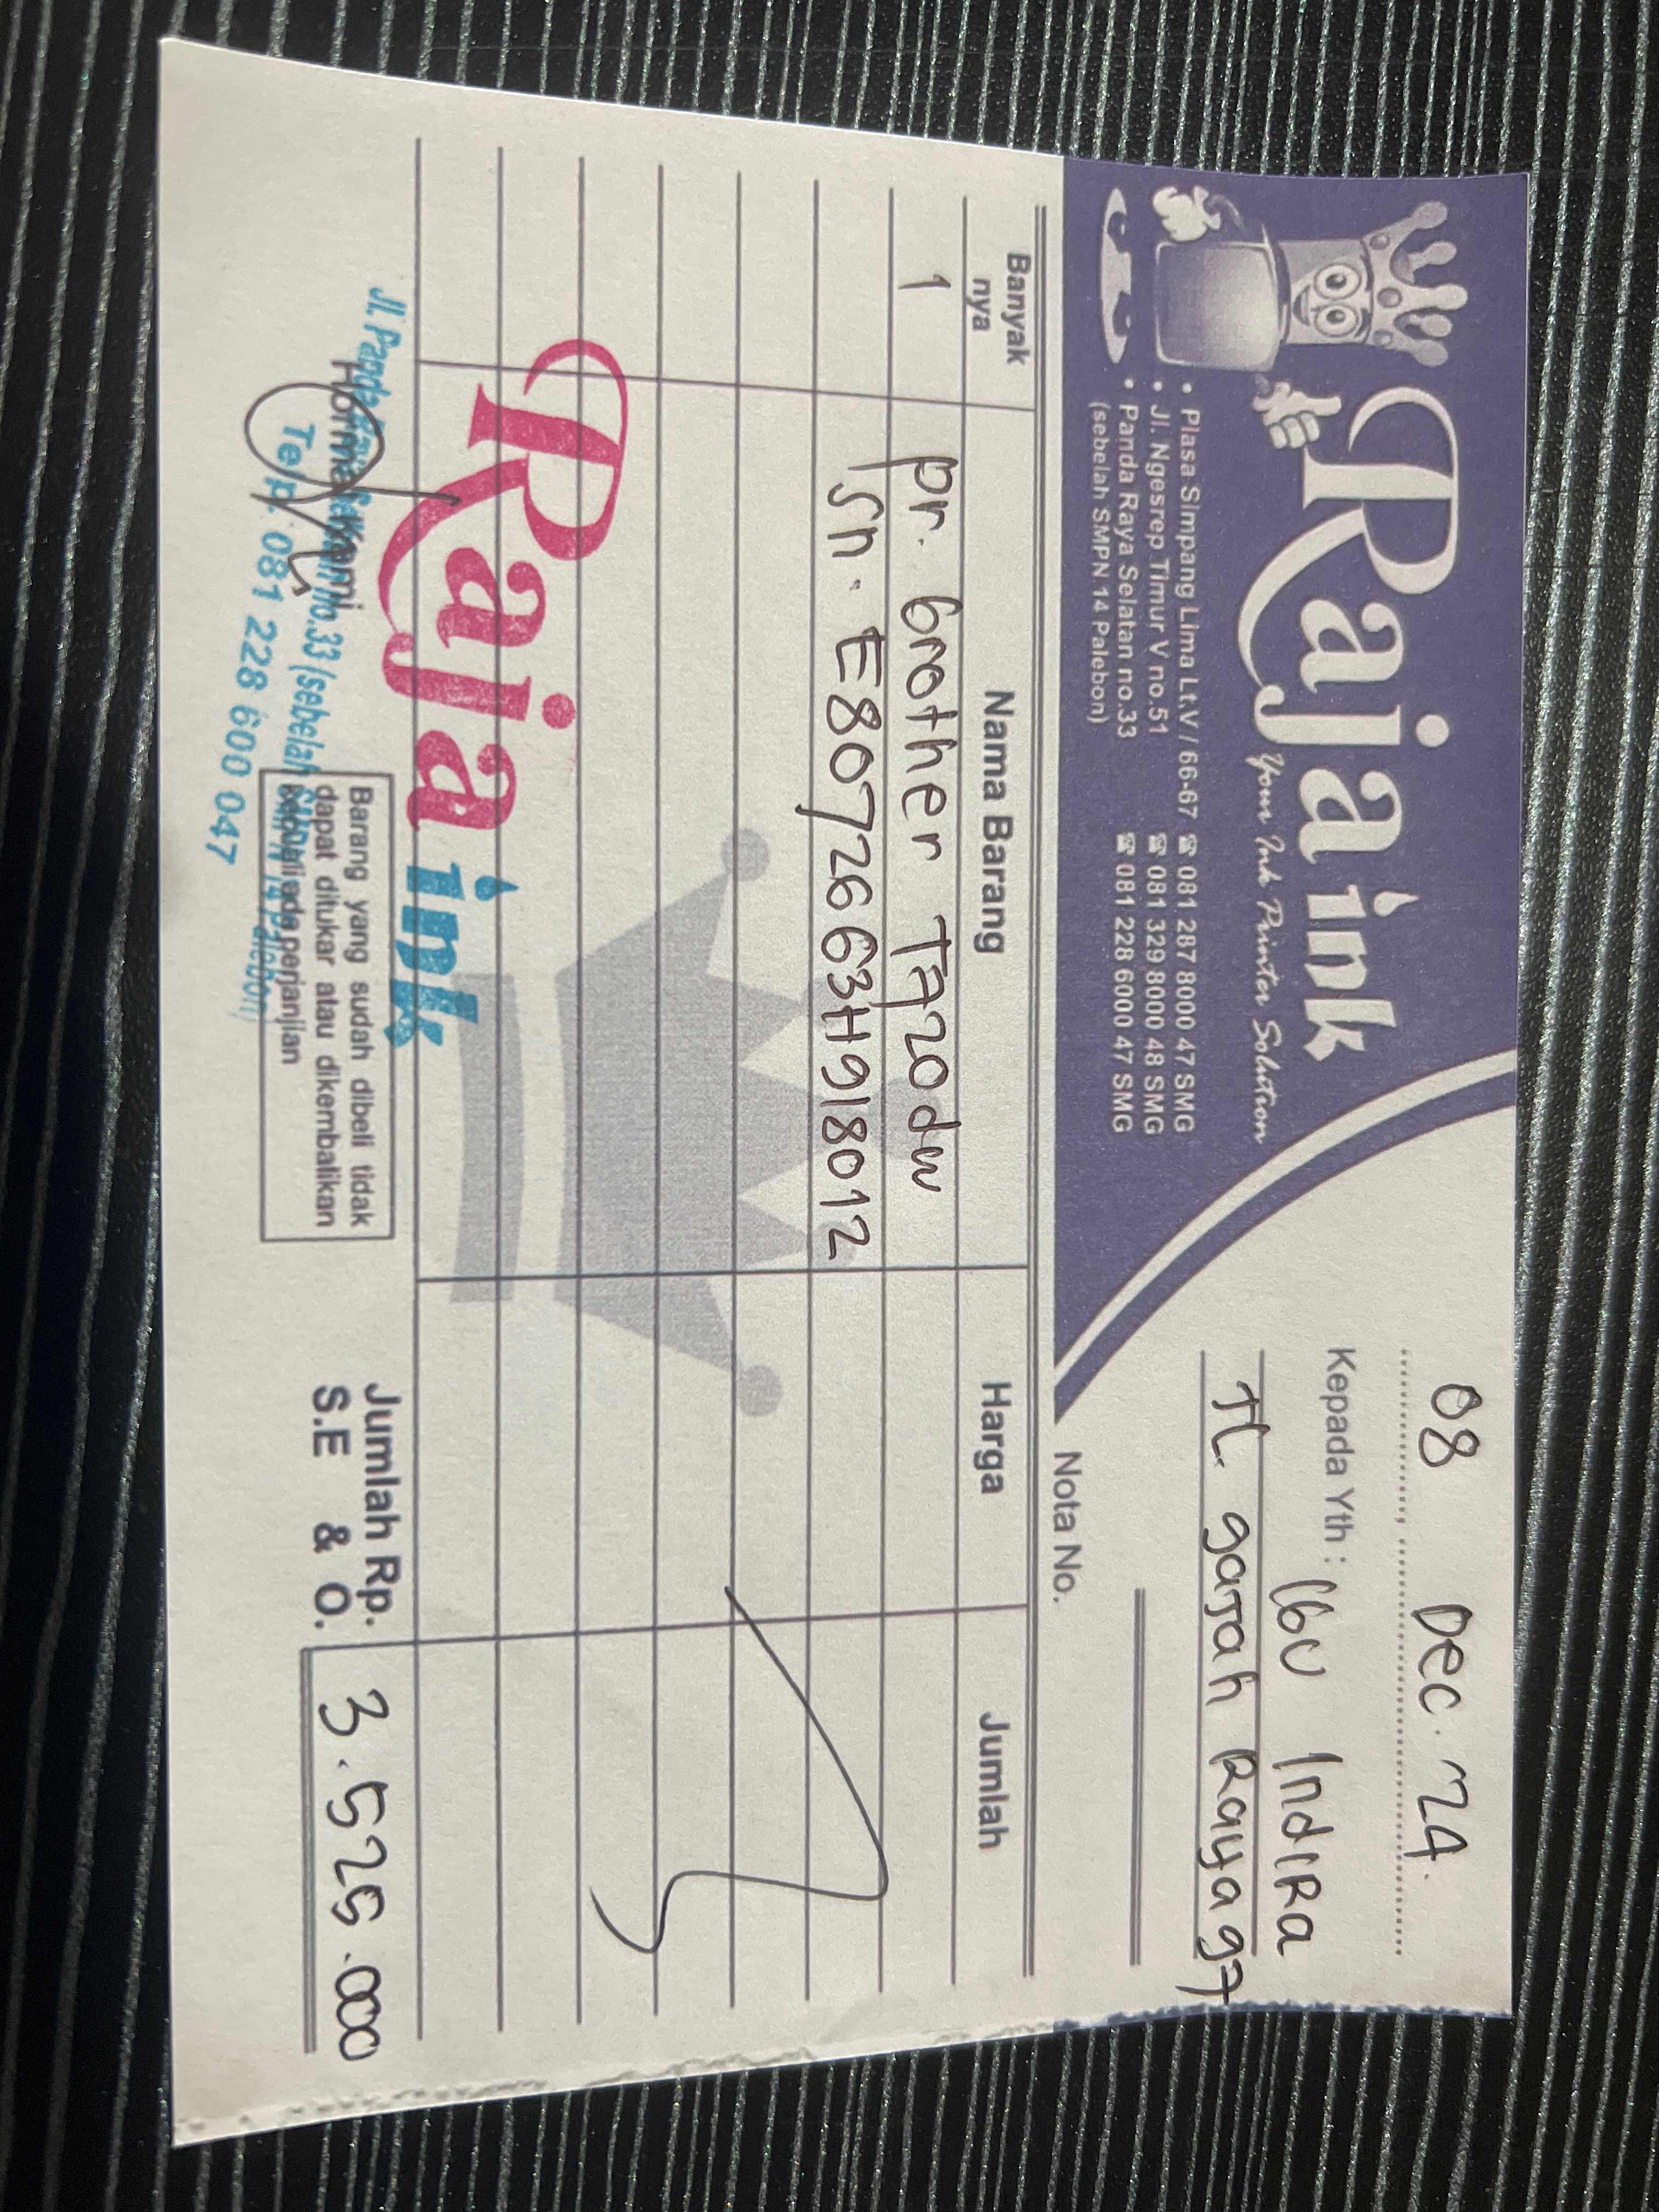 Raja ink
Your Ink Printer Solution
• Plasa Simpang Lima Lt.V / 66-67 ☎ 081 287 8000 47 SMG
• Jl. Ngesrep Timur V no.51 ☎ 081 329 8000 48 SMG
• Panda Raya Selatan no.33 ☎ 081 228 6000 47 SMG
(sebelah SMPN 14 Palebon)
08 Dec. '24.
Kepada Yth : Ibu Indira
Jl. gajah Raya 97
Nota No.
Banyak nya Nama Barang Harga Jumlah
1 pr. brother T720dw
Sn. E80726663H918012
Raja ink
Jl. Panda Raya Selatan no.33 (sebelah SMPN 14 Palebon)
Telp. 081 228 600 047
Hormat Kami
Barang yang sudah dibeli tidak
dapat ditukar atau dikembalikan
kecuali ada perjanjian
Jumlah Rp. 3.525.000
S.E & O.